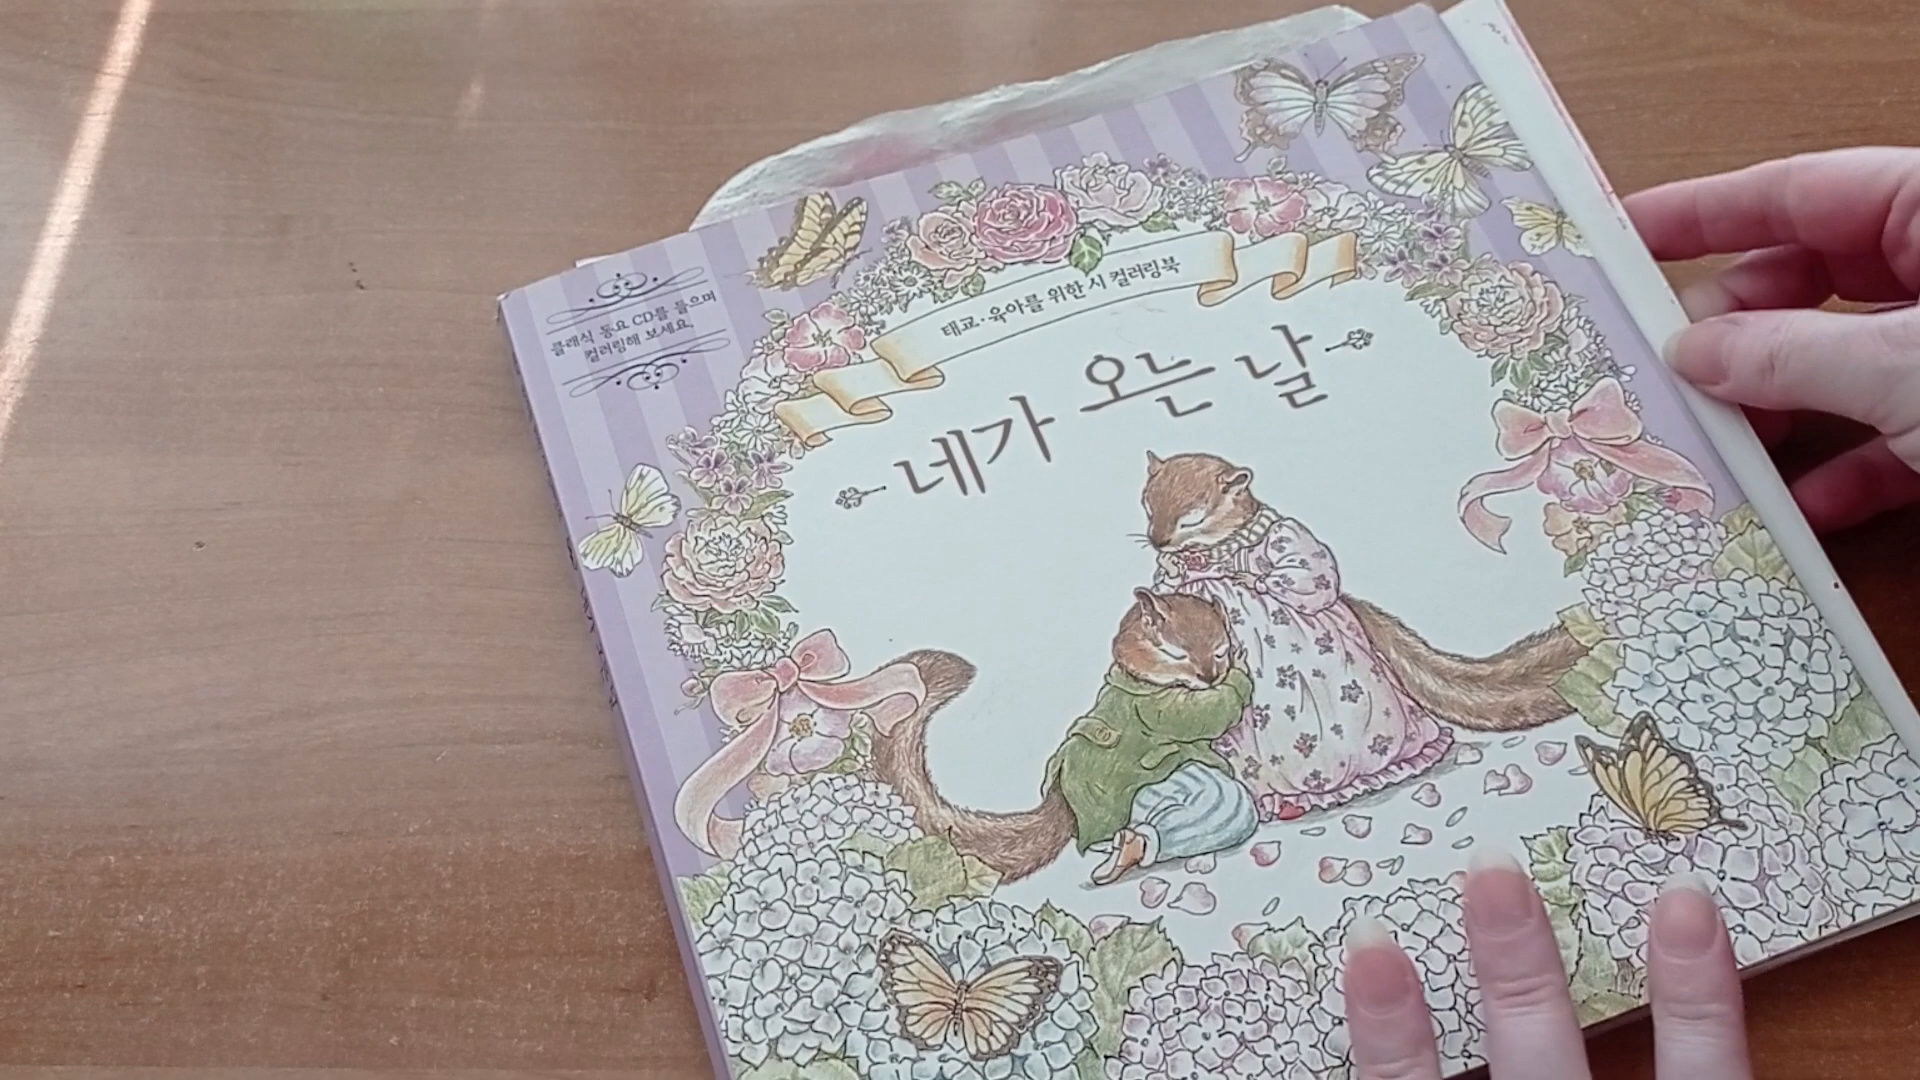 클래식 동요 CD를 들으며
컬러링해 보세요.
태교·육아를 위한 시 컬러링북
네가 오는 날